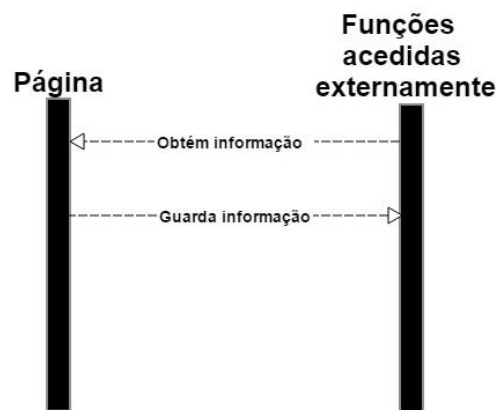 Funções
acedidas
externamente
Página
Obtém informação
Guarda informação